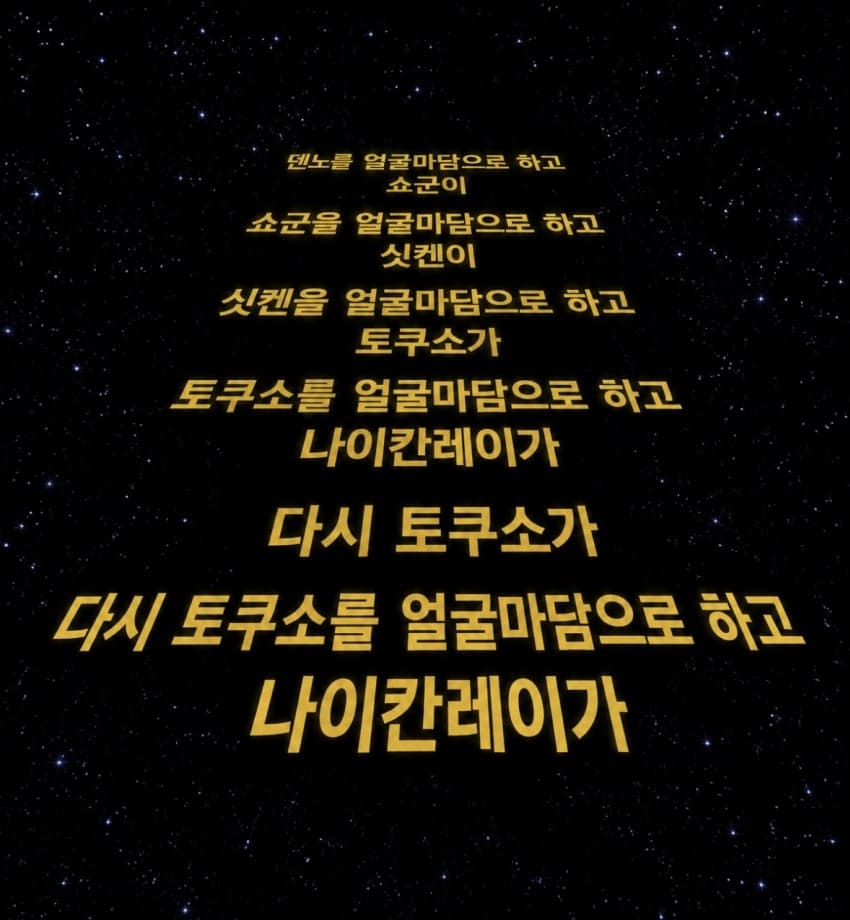 덴노를 얼굴마담으로 하고
쇼군이
쇼군을 얼굴마담으로 하고
싯켄이
싯켄을 얼굴마담으로 하고
토쿠소가
토쿠소를 얼굴마담으로 하고
나이칸레이가
다시 토쿠소가
다시 토쿠소를 얼굴마담으로 하고
나이칸레이가